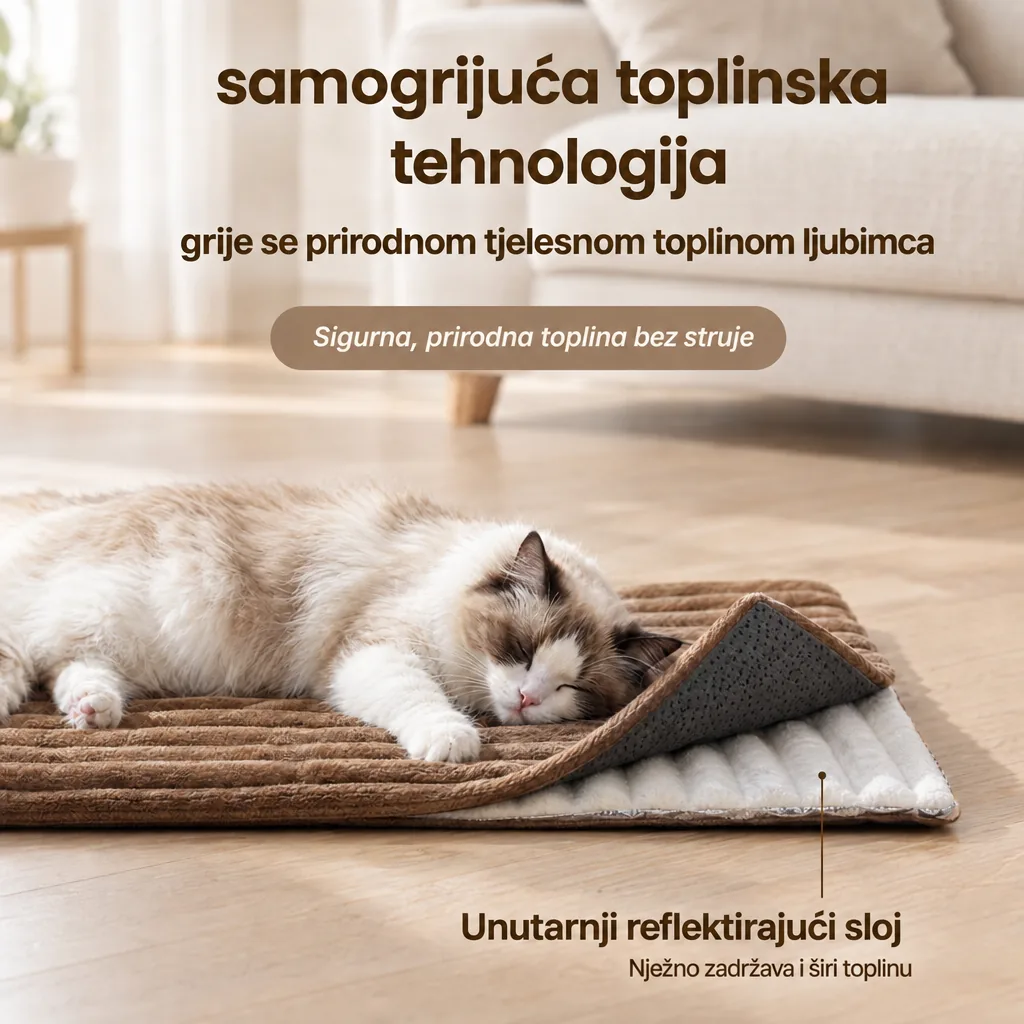 samogrijuća toplinska
tehnologija
grije se prirodnom tjelesnom toplinom ljubimca
Sigurna, prirodna toplina bez struje
Unutarnji reflektirajući sloj
Nježno zadržava i širi toplinu